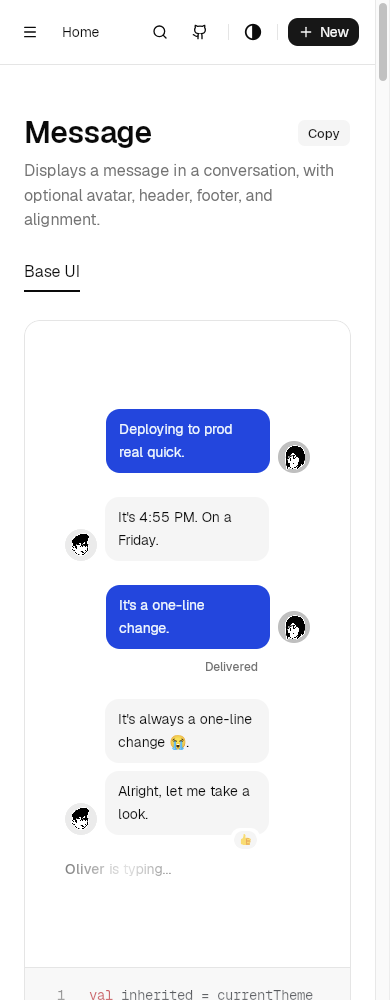 Home
New
Message
Copy
Displays a message in a conversation, with
optional avatar, header, footer, and
alignment.
Base UI
Deploying to prod
real quick.
It's 4:55 PM. On a
Friday.
It's a one-line
change.
Delivered
It's always a one-line
change 😭.
Alright, let me take a
look.
👍
Oliver is typing...
1 val inherited = currentTheme